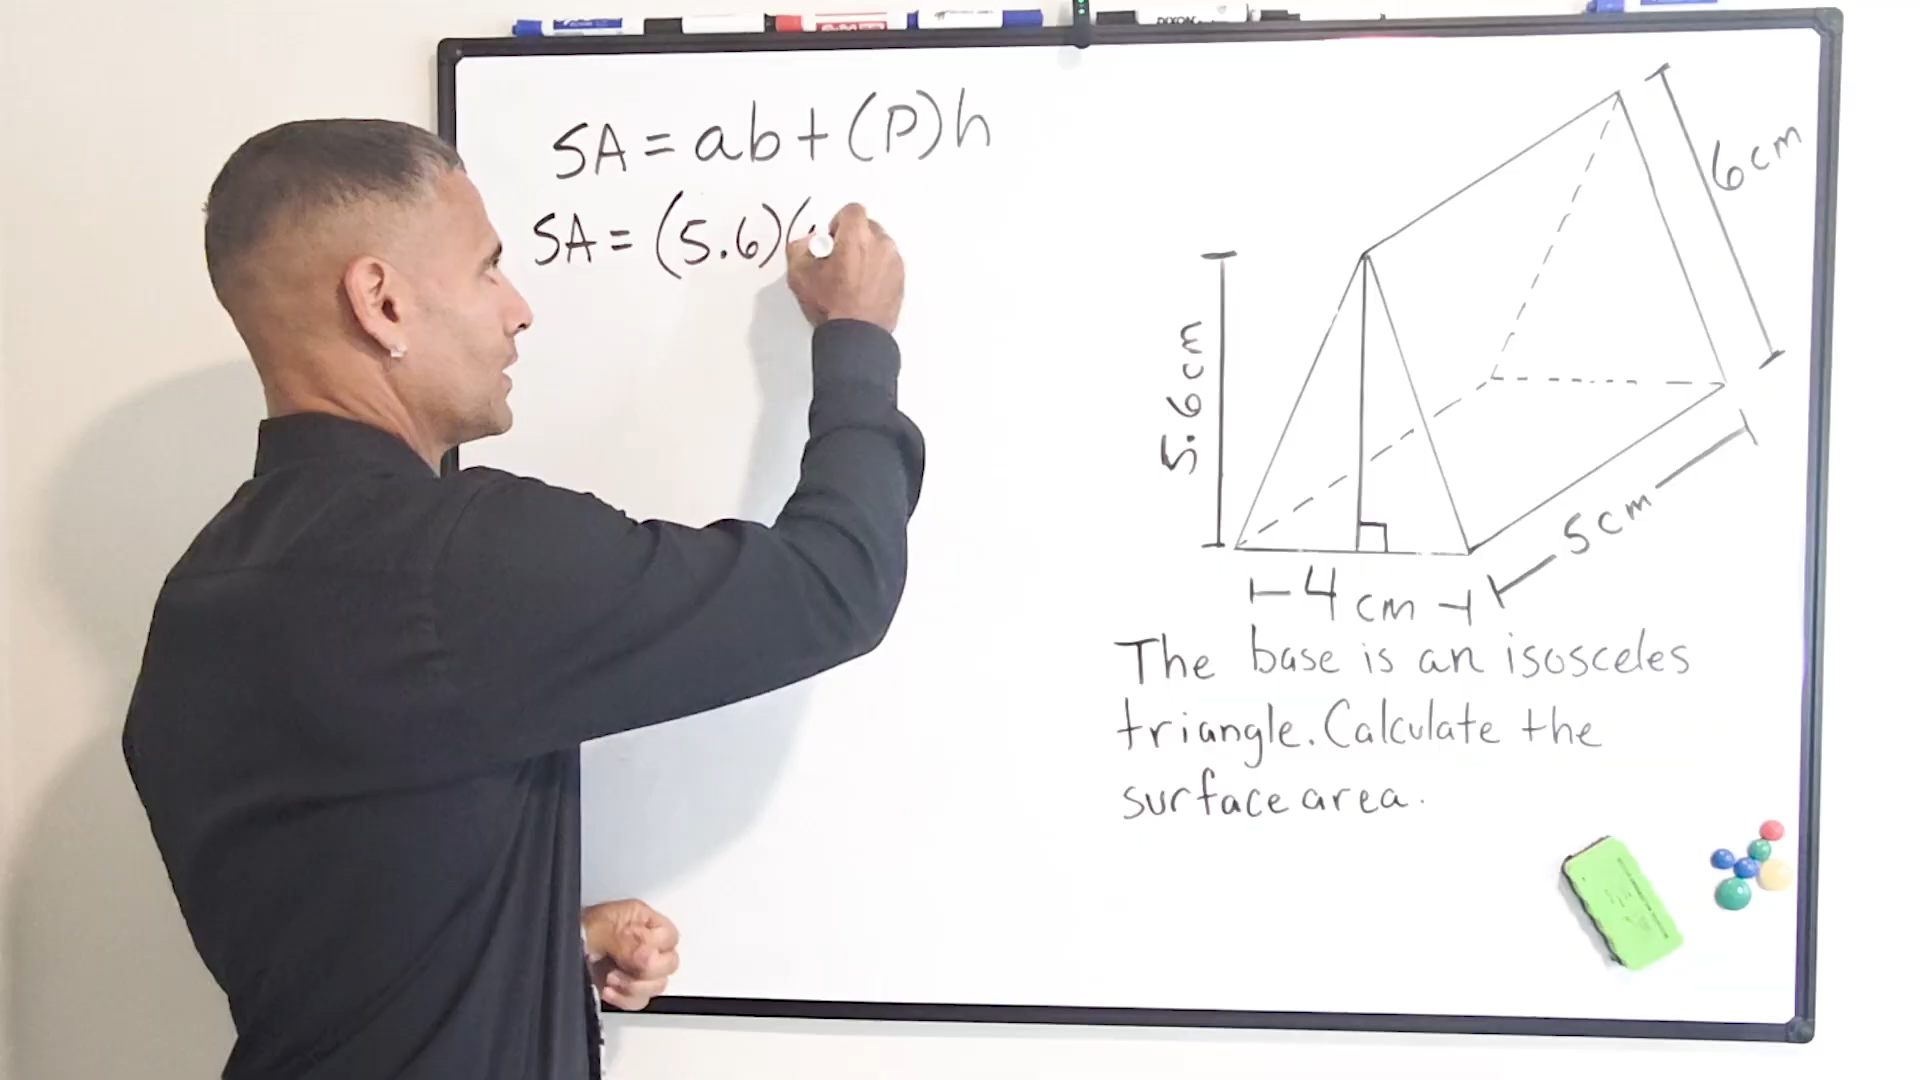 SA = ab + (P)h
SA = (5.6)(
6cm
5.6cm
5cm
4cm
The base is an isosceles
triangle. Calculate the
surface area.